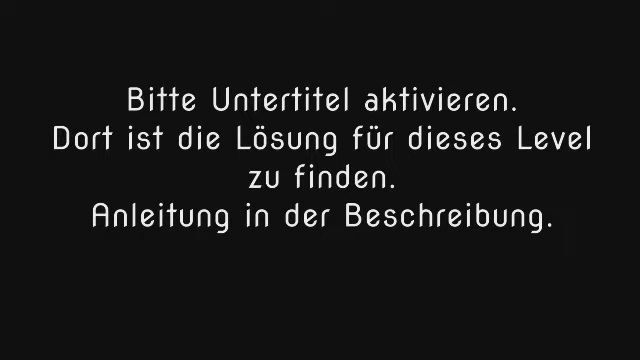 Bitte Untertitel aktivieren.
Dort ist die Lösung für dieses Level
zu finden.
Anleitung in der Beschreibung.